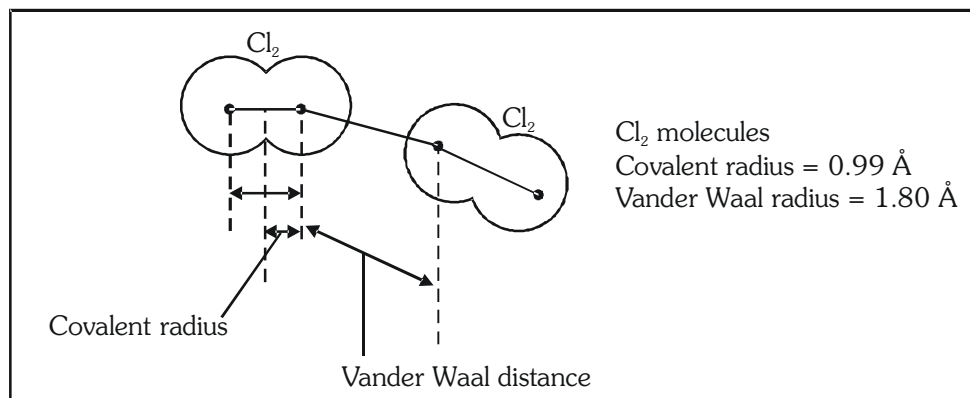 Cl₂
Cl₂
Cl₂ molecules
Covalent radius = 0.99 Å
Vander Waal radius = 1.80 Å
Covalent radius
Vander Waal distance